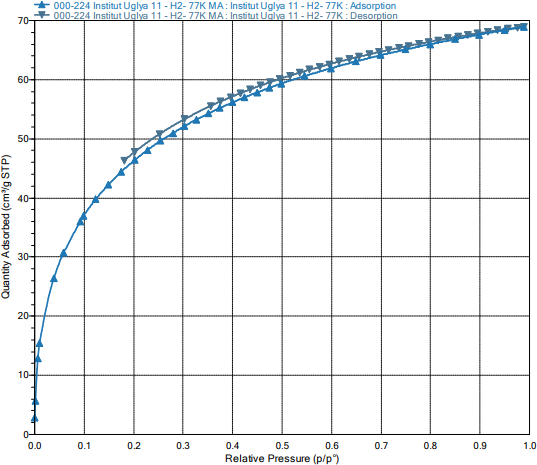 000-224 Institut Uglya 11 - H2- 77K MA : Institut Uglya 11 - H2- 77K : Adsorption
000-224 Institut Uglya 11 - H2- 77K MA : Institut Uglya 11 - H2- 77K : Desorption
70
60
50
40
30
20
10
0
Quantity Adsorbed (cm³/g STP)
0.0 0.1 0.2 0.3 0.4 0.5 0.6 0.7 0.8 0.9 1.0
Relative Pressure (p/p°)